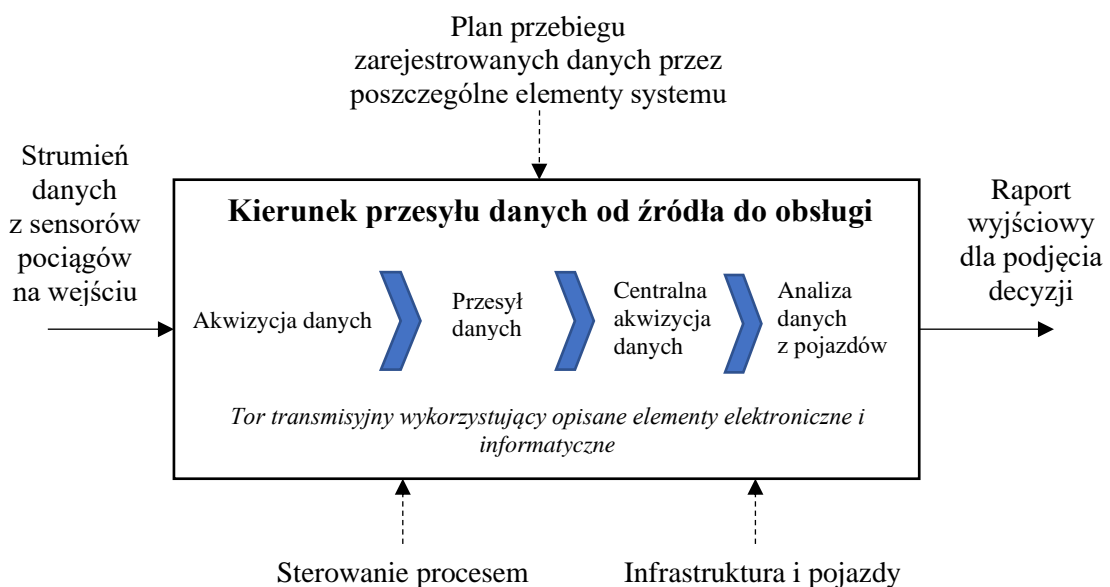 Plan przebiegu
zarejestrowanych danych przez
poszczególne elementy systemu
Strumień
danych
z sensorów
pociągów
na wejściu
Kierunek przesyłu danych od źródła do obsługi
Akwizycja danych
Przesył
danych
Centralna
akwizycja
danych
Analiza
danych
z pojazdów
Tor transmisyjny wykorzystujący opisane elementy elektroniczne i
informatyczne
Raport
wyjściowy
dla podjęcia
decyzji
Sterowanie procesem
Infrastruktura i pojazdy